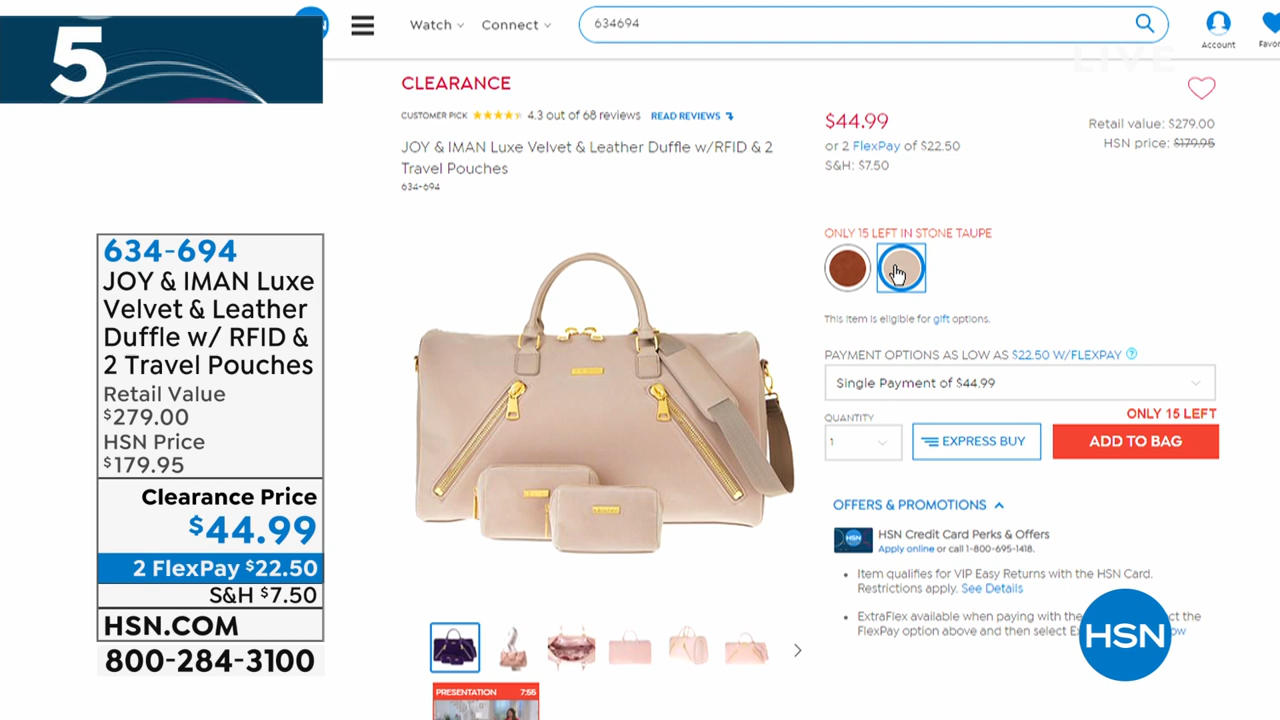 5
HSN
Watch
Connect
634694
Account
LIVE
CLEARANCE
CUSTOMER PICK 4.3 out of 68 reviews READ REVIEWS
JOY & IMAN Luxe Velvet & Leather Duffle w/RFID & 2
Travel Pouches
634-694
$44.99
or 2 FlexPay of $22.50
S&H: $7.50
Retail value: $279.00
HSN price: $179.95
ONLY 15 LEFT IN STONE TAUPE
This item is eligible for gift options.
PAYMENT OPTIONS AS LOW AS $22.50 W/FLEXPAY ?
Single Payment of $44.99
QUANTITY
ONLY 15 LEFT
1
EXPRESS BUY
ADD TO BAG
OFFERS & PROMOTIONS
HSN
HSN Credit Card Perks & Offers
Apply online or call 1-800-695-1418.
• Item qualifies for VIP Easy Returns with the HSN Card.
Restrictions apply. See Details
• ExtraFlex available when paying with the
FlexPay option above and then select
HSN
634-694
JOY & IMAN Luxe
Velvet & Leather
Duffle w/ RFID &
2 Travel Pouches
Retail Value
$279.00
HSN Price
$179.95
Clearance Price
$44.99
2 FlexPay $22.50
S&H $7.50
HSN.COM
800-284-3100
PRESENTATION 7:55